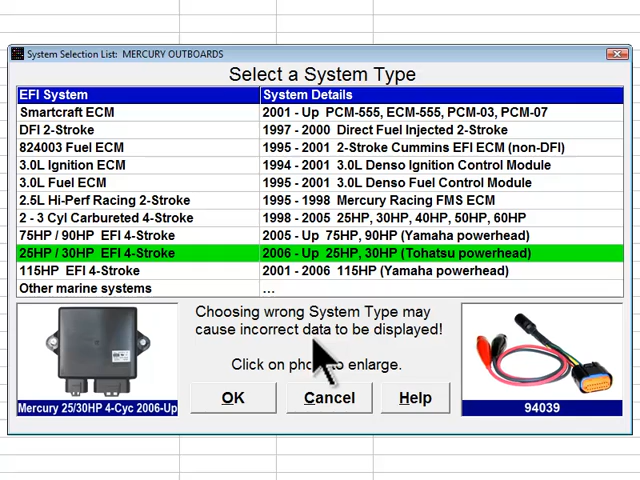 System Selection List: MERCURY OUTBOARDS
Select a System Type
EFI System System Details
Smartcraft ECM 2001 - Up PCM-555, ECM-555, PCM-03, PCM-07
DFI 2-Stroke 1997 - 2000 Direct Fuel Injected 2-Stroke
824003 Fuel ECM 1995 - 2001 2-Stroke Cummins EFI ECM (non-DFI)
3.0L Ignition ECM 1994 - 2001 3.0L Denso Ignition Control Module
3.0L Fuel ECM 1995 - 2001 3.0L Denso Fuel Control Module
2.5L Hi-Perf Racing 2-Stroke 1995 - 1998 Mercury Racing FMS ECM
2 - 3 Cyl Carbureted 4-Stroke 1998 - 2005 25HP, 30HP, 40HP, 50HP, 60HP
75HP / 90HP EFI 4-Stroke 2005 - Up 75HP, 90HP (Yamaha powerhead)
25HP / 30HP EFI 4-Stroke 2006 - Up 25HP, 30HP (Tohatsu powerhead)
115HP EFI 4-Stroke 2001 - 2006 115HP (Yamaha powerhead)
Other marine systems ...
Choosing wrong System Type may
cause incorrect data to be displayed!
Click on photo to enlarge.
OK Cancel Help
Mercury 25/30HP 4-Cyc 2006-Up
94039